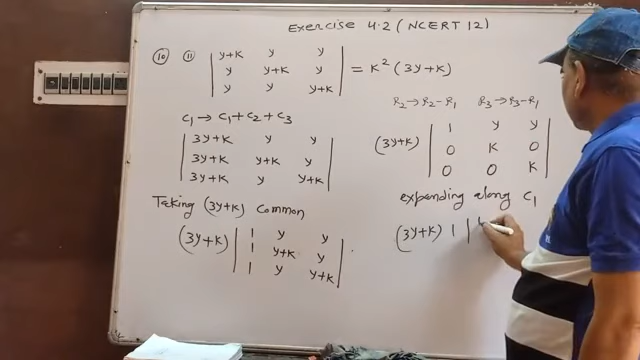 Exercise 4.2 (NCERT 12)
(10) (ii) | y+k y y |
| y y+k y | = k² (3y+k)
| y y y+k |
C₁ → C₁ + C₂ + C₃
| 3y+k y y |
| 3y+k y+k y |
| 3y+k y y+k |
Taking (3y+k) common
| 1 y y |
(3y+k) | 1 y+k y | .
| 1 y y+k |
R₂ → R₂-R₁ R₃ → R₃-R₁
| 1 y y |
(3y+k) | 0 k 0 |
| 0 0 k |
expanding along C₁
(3y+k) 1 |